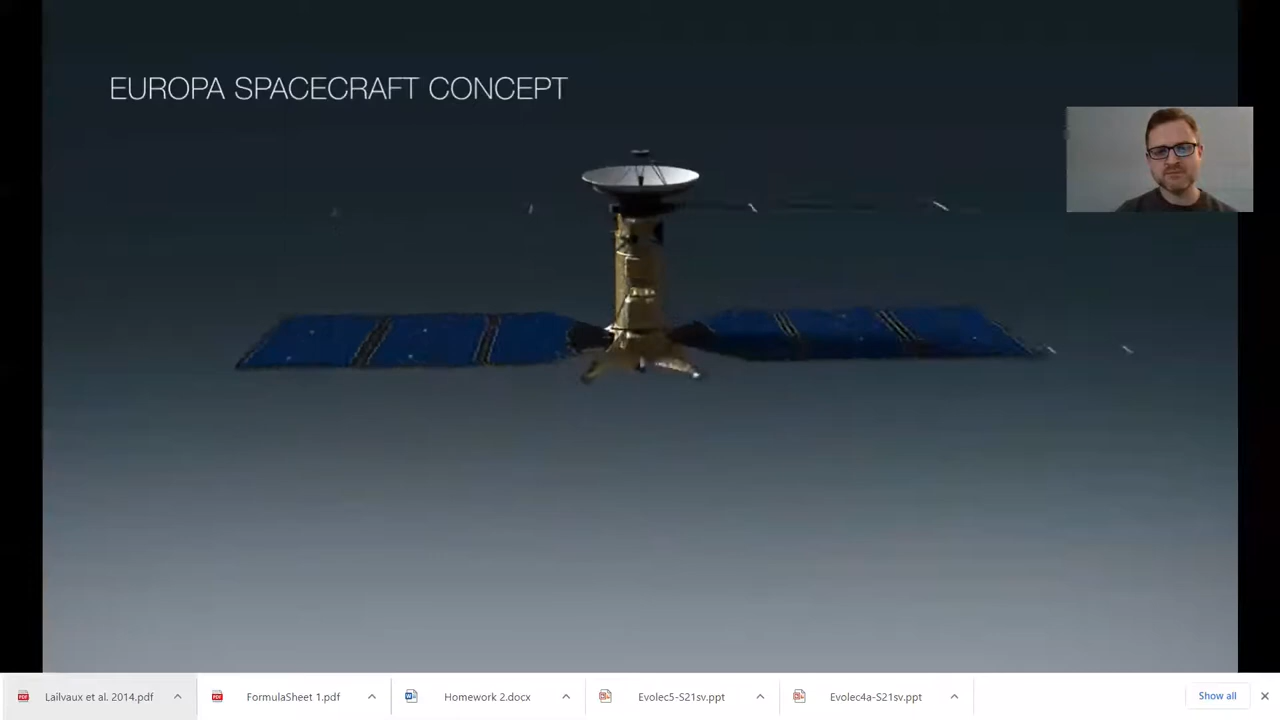 EUROPA SPACECRAFT CONCEPT
Lailvaux et al. 2014.pdf
FormulaSheet 1.pdf
Homework 2.docx
Evolec5-S21sv.ppt
Evolec4a-S21sv.ppt
Show all